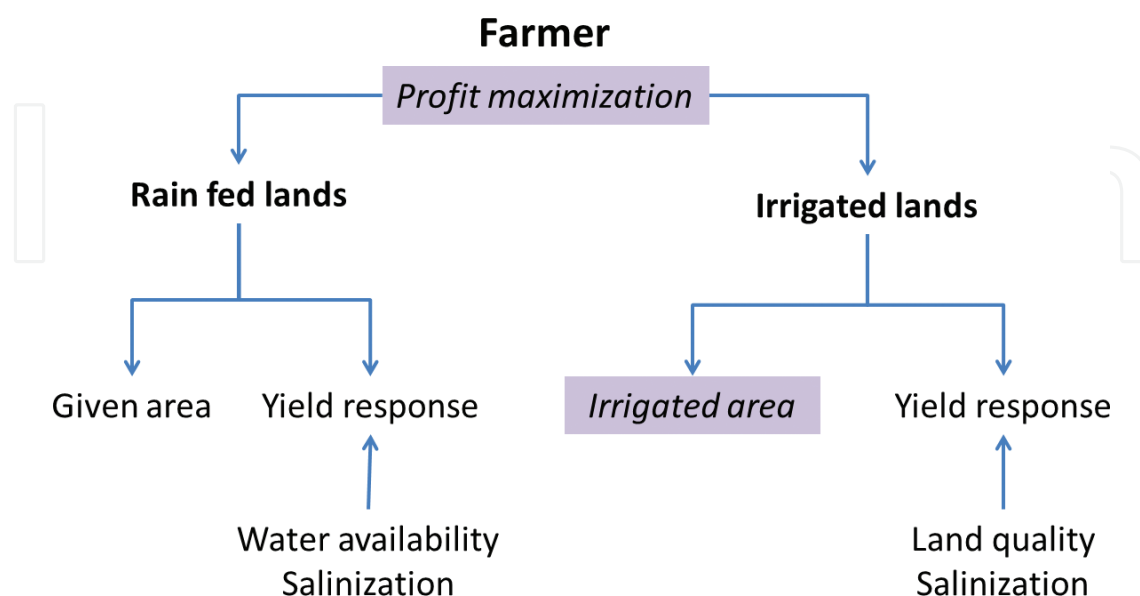 Farmer
Profit maximization
Rain fed lands
Irrigated lands
Given area
Yield response
Irrigated area
Yield response
Water availability
Salinization
Land quality
Salinization